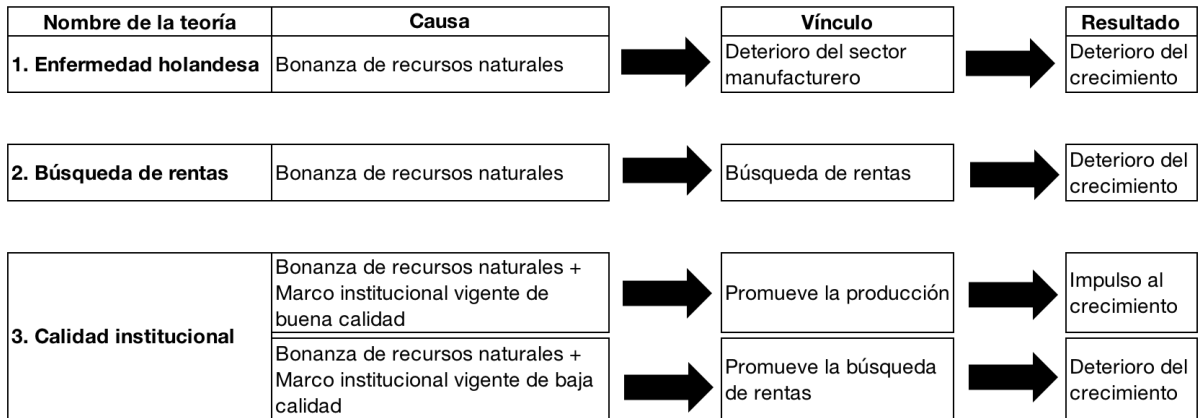 Nombre de la teoría
Causa
Vínculo
Resultado
1. Enfermedad holandesa
Bonanza de recursos naturales
Deterioro del sector
manufacturero
Deterioro del
crecimiento
2. Búsqueda de rentas
Bonanza de recursos naturales
Búsqueda de rentas
Deterioro del
crecimiento
3. Calidad institucional
Bonanza de recursos naturales +
Marco institucional vigente de
buena calidad
Promueve la producción
Impulso al
crecimiento
Bonanza de recursos naturales +
Marco institucional vigente de baja
calidad
Promueve la búsqueda
de rentas
Deterioro del
crecimiento